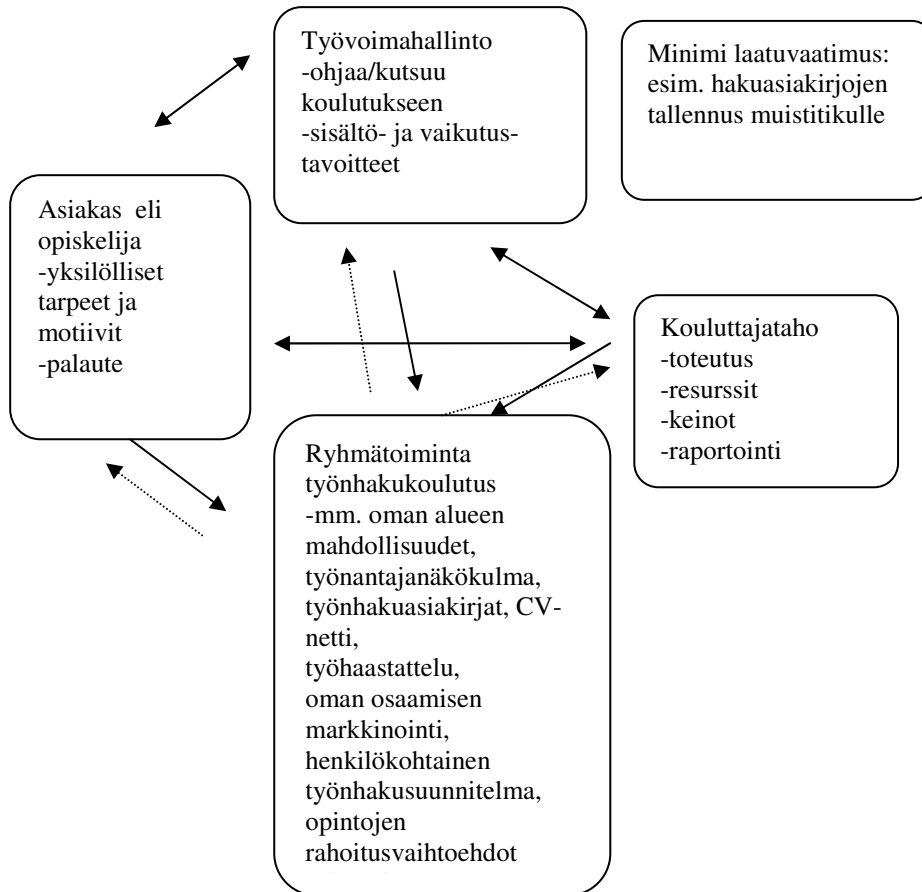 Työvoimahallinto
-ohjaa/kutsuu
koulutukseen
-sisältö- ja vaikutus-
tavoitteet
Minimi laatuvaatimus:
esim. hakuasiakirjojen
tallennus muistitikulle
Asiakas eli
opiskelija
-yksilölliset
tarpeet ja
motiivit
-palaute
Kouluttajataho
-toteutus
-resurssit
-keinot
-raportointi
Ryhmätoiminta
työnhakukoulutus
-mm. oman alueen
mahdollisuudet,
työnantajanäkökulma,
työnhakuasiakirjat, CV-
netti,
työhaastattelu,
oman osaamisen
markkinointi,
henkilökohtainen
työnhakusuunnitelma,
opintojen
rahoitusvaihtoehdot